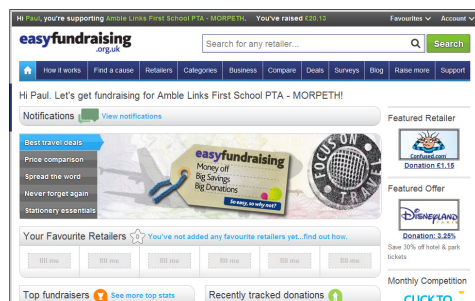 Hi Paul, you're supporting Amble Links First School PTA - MORPETH. You've raised £20.13
Favourites
Account
easyfundraising
.org.uk
Search for any retailer...
Search
How it works
Find a cause
Retailers
Categories
Business
Compare
Deals
Surveys
Blog
Raise more
Support
Hi Paul. Let's get fundraising for Amble Links First School PTA - MORPETH!
Notifications
View notifications
Best travel deals
Price comparison
Spread the word
Never forget again
Stationery essentials
easyfundraising
Money off
Big Savings
Big Donations
So easy, so why not?
FOCUS ON
TRAVEL
Your Favourite Retailers
0
You've not added any favourite retailers yet...find out how.
fill me
fill me
fill me
fill me
fill me
fill me
Top fundraisers
See more top stats
Recently tracked donations
Featured Retailer
Confused.com
Donation £1.15
Featured Offer
Disneyland
PARIS
Donation: 3.25%
Save 30% off hotel & park
tickets
Monthly Competition
CLICK TO